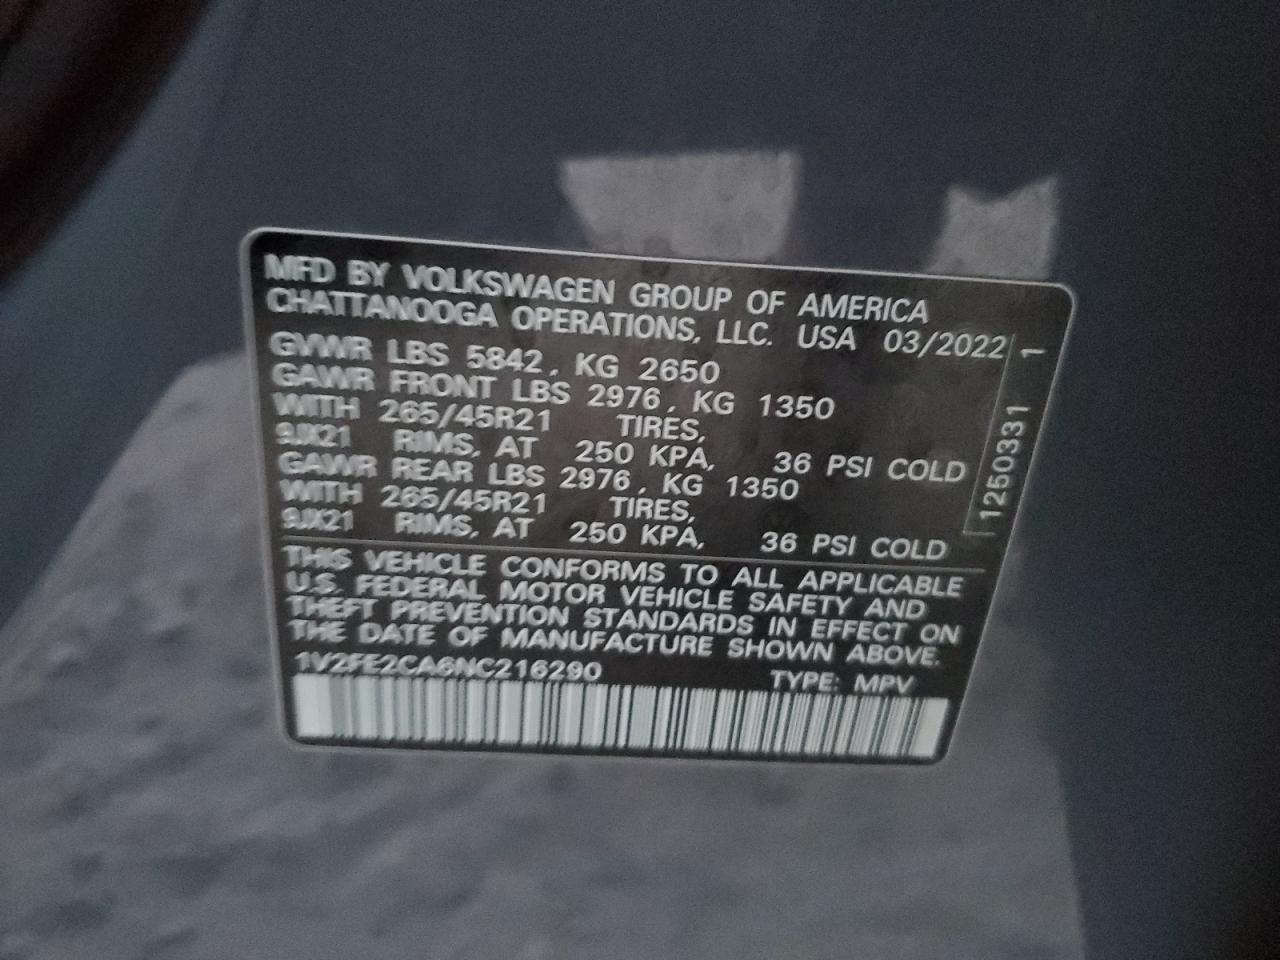 MFD BY VOLKSWAGEN GROUP OF AMERICA
CHATTANOOGA OPERATIONS, LLC. USA 03/2022
GVWR LBS 5842, KG 2650
GAWR FRONT LBS 2976, KG 1350
WITH 265/45R21 TIRES,
9JX21 RIMS, AT 250 KPA, 36 PSI COLD
GAWR REAR LBS 2976, KG 1350
WITH 265/45R21 TIRES,
9JX21 RIMS, AT 250 KPA, 36 PSI COLD
1250331 1
THIS VEHICLE CONFORMS TO ALL APPLICABLE
U.S. FEDERAL MOTOR VEHICLE SAFETY AND
THEFT PREVENTION STANDARDS IN EFFECT ON
THE DATE OF MANUFACTURE SHOWN ABOVE.
1V2FE2CA6NC216290 TYPE: MPV